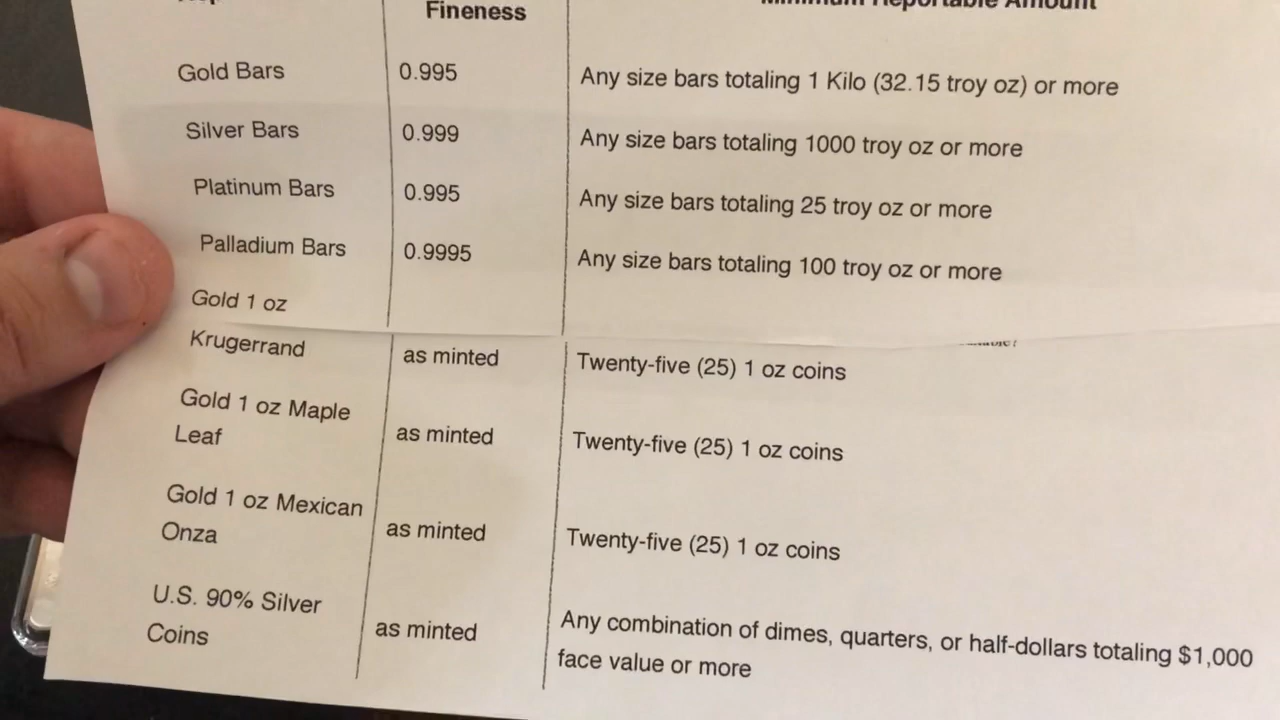 Fineness
Minimum Reportable Amount
Gold Bars 0.995 Any size bars totaling 1 Kilo (32.15 troy oz) or more
Silver Bars 0.999 Any size bars totaling 1000 troy oz or more
Platinum Bars 0.995 Any size bars totaling 25 troy oz or more
Palladium Bars 0.9995 Any size bars totaling 100 troy oz or more
Gold 1 oz
Krugerrand as minted Twenty-five (25) 1 oz coins
Gold 1 oz Maple
Leaf as minted Twenty-five (25) 1 oz coins
Gold 1 oz Mexican
Onza as minted Twenty-five (25) 1 oz coins
U.S. 90% Silver
Coins as minted Any combination of dimes, quarters, or half-dollars totaling $1,000
face value or more